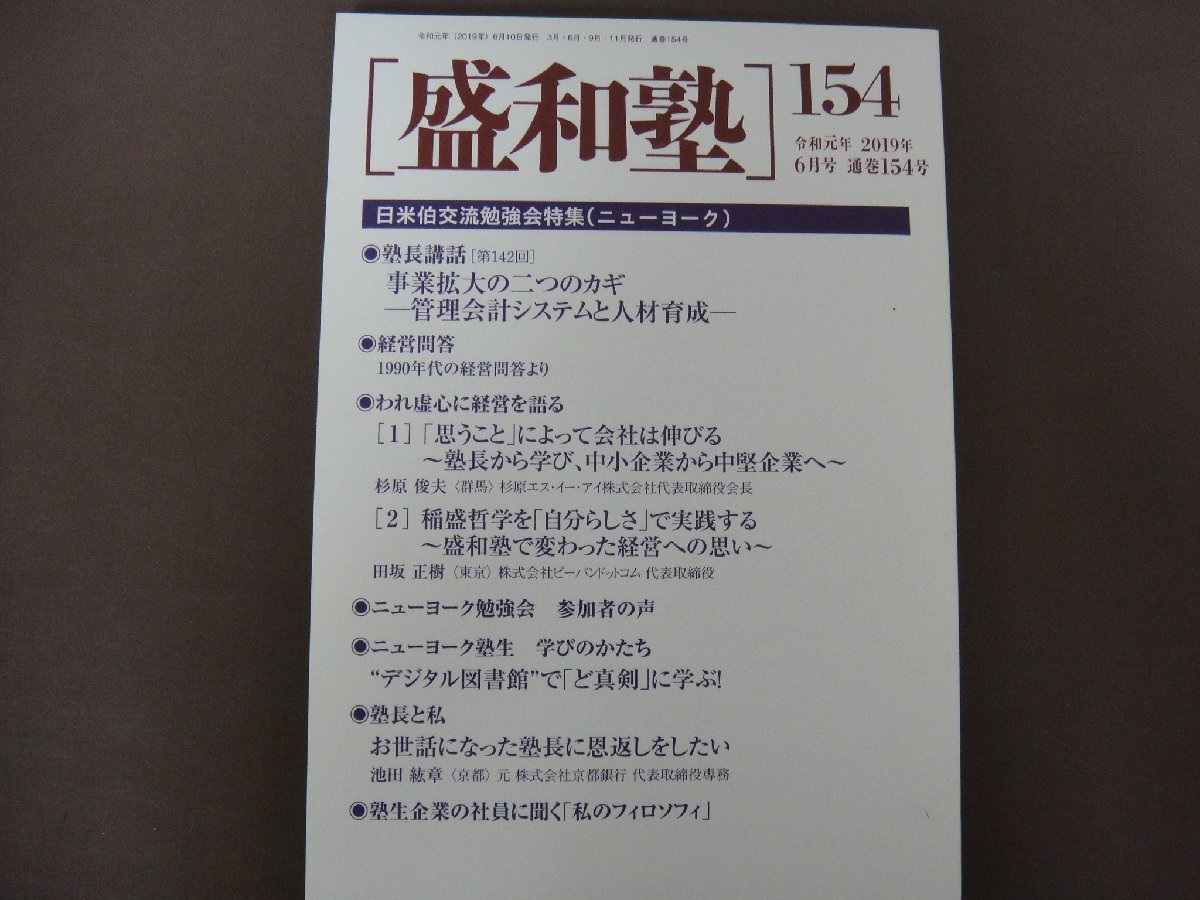 令和元年(2019年)6月10日発行 3月・6月・9月・11月発行 通巻154号
[盛和塾] 154
令和元年 2019年
6月号 通巻154号
日米伯交流勉強会特集(ニューヨーク)
◉塾長講話[第142回]
事業拡大の二つのカギ
―管理会計システムと人材育成―
◉経営問答
1990年代の経営問答より
◉われ虚心に経営を語る
[1]「思うこと」によって会社は伸びる
〜塾長から学び、中小企業から中堅企業へ〜
杉原 俊夫〈群馬〉杉原エス・イー・アイ株式会社代表取締役会長
[2] 稲盛哲学を「自分らしさ」で実践する
〜盛和塾で変わった経営への思い〜
田坂 正樹〈東京〉株式会社ピーバンドットコム 代表取締役
◉ニューヨーク勉強会 参加者の声
◉ニューヨーク塾生 学びのかたち
“デジタル図書館”で「ど真剣」に学ぶ!
◉塾長と私
お世話になった塾長に恩返しをしたい
池田 紘章〈京都〉元 株式会社京都銀行 代表取締役専務
◉塾生企業の社員に聞く「私のフィロソフィ」